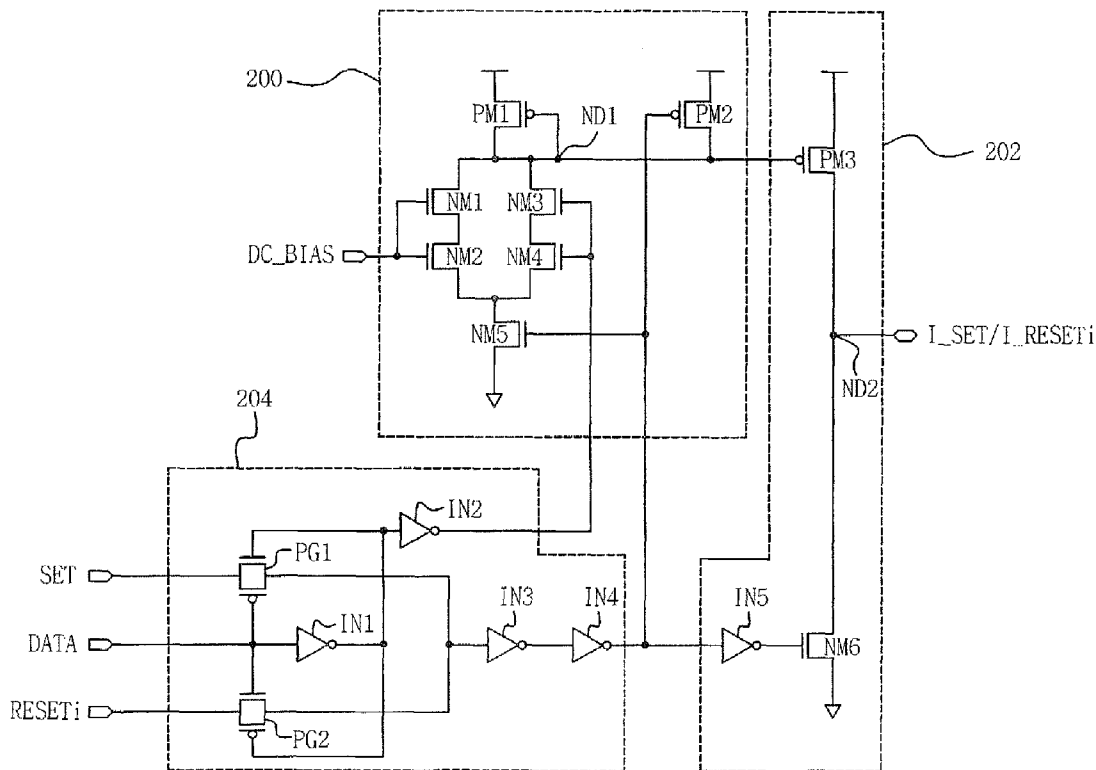 200
PM1
ND1
PM2
PM3
202
NM1
NM3
DC_BIAS
NM2
NM4
NM5
I_SET/I_RESETi
ND2
204
IN2
PG1
SET
IN1
IN3
IN4
IN5
DATA
NM6
RESETi
PG2